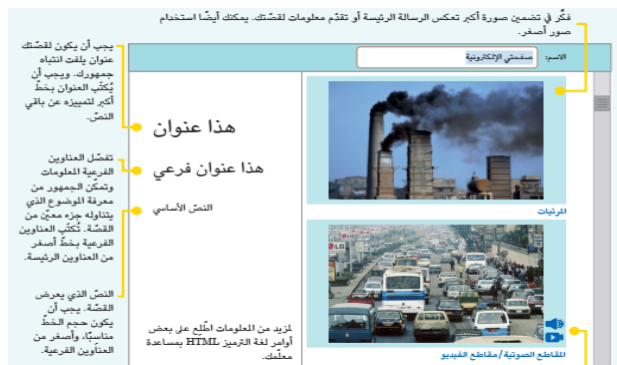 فكّر في تضمين صورة أكبر تعكس الرسالة الرئيسة أو تقدّم معلومات لقصّتك. يمكنك أيضًا استخدام
صور أصغر.
الاسم:
صفحتي الإلكترونية
يجب أن يكون لقصّتك
عنوان يلفت انتباه
جمهورك. ويجب أن
يُكتَب العنوان بخطّ
أكبر لتمييزه عن باقي
النصّ.
هذا عنوان
تفصّل العناوين
الفرعية المعلومات
وتمكّن الجمهور من
معرفة الموضوع الذي
يتناوله جزء معيّن من
القصّة. تُكتَب العناوين
الفرعية بخطّ أصغر
من العناوين الرئيسة.
هذا عنوان فرعي
المرئيات
النصّ الأساسي
النصّ الذي يعرض
القصّة. يجب أن
يكون حجم الخطّ
مناسبًا، وأصغر من
العناوين الفرعية.
لمزيد من المعلومات اطّلع على بعض
أوامر لغة الترميز HTML بمساعدة
معلّمك.
LG
المقاطع الصوتية/مقاطع الفيديو